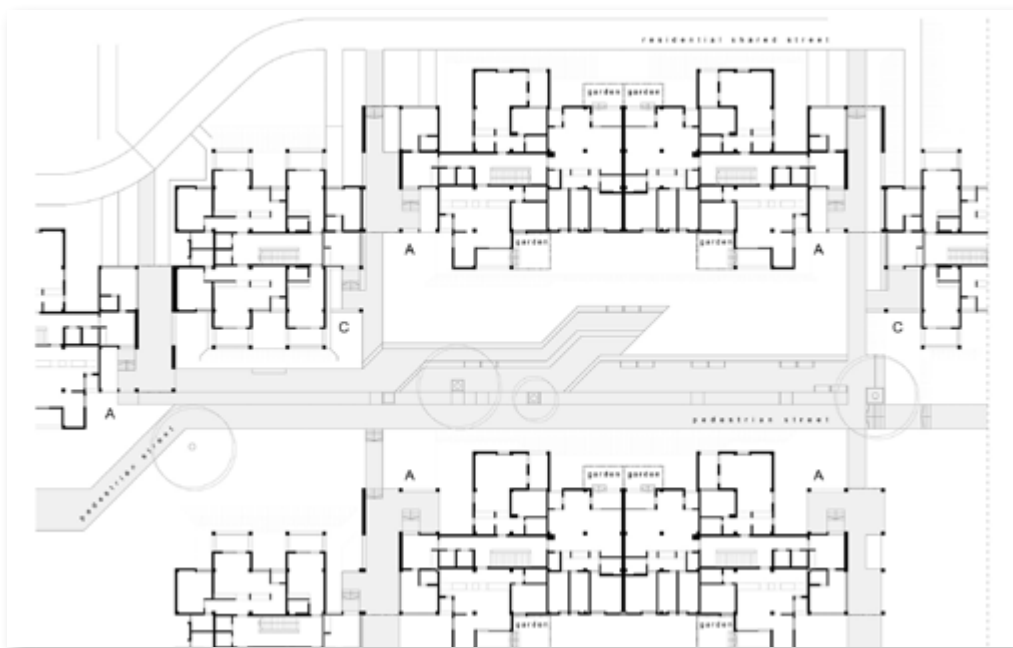 residential shared street
garden garden
A
garden
garden
A
C
C
A
pedestrian street
pedestrian street
A
garden garden
A
garden
garden